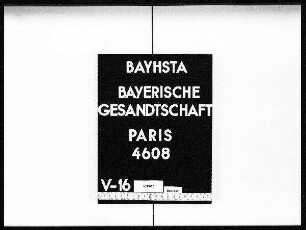 BAYHSTA
BAYERISCHE
GESANDTSCHAFT
PARIS
4608
V-16